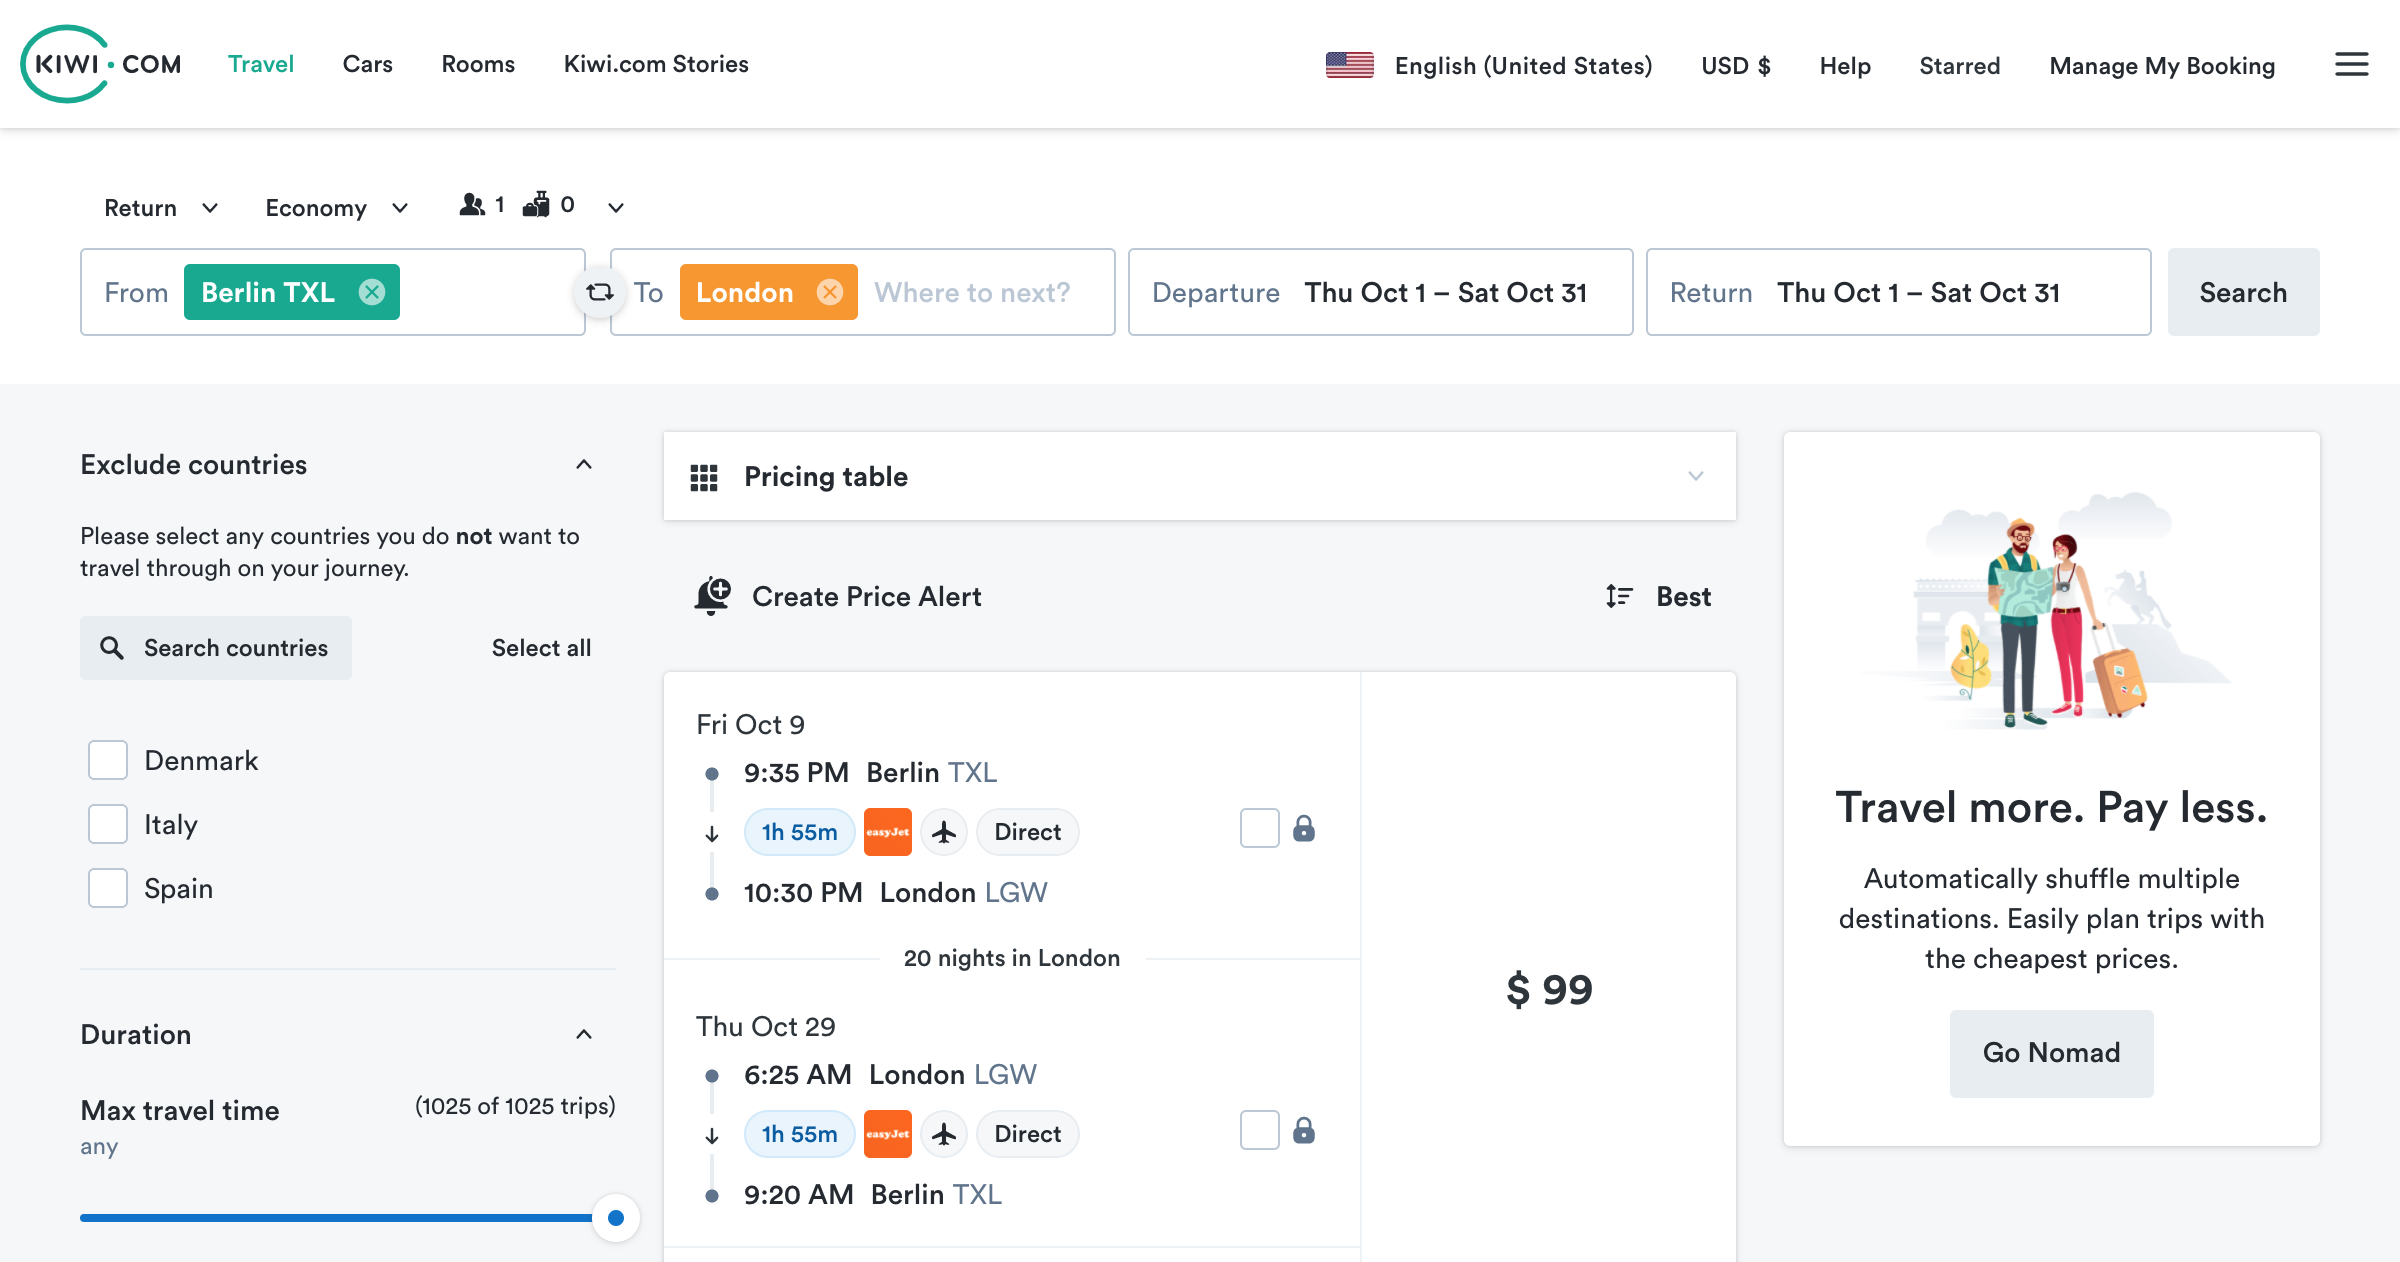 KIWI.COM
Travel
Cars
Rooms
Kiwi.com Stories
English (United States)
USD $
Help
Starred
Manage My Booking
Return
Economy
1
0
From
Berlin TXL
To
London
Where to next?
Departure
Thu Oct 1 – Sat Oct 31
Return
Thu Oct 1 – Sat Oct 31
Search
Exclude countries
Please select any countries you do not want to
travel through on your journey.
Search countries
Select all
Denmark
Italy
Spain
Duration
Max travel time
(1025 of 1025 trips)
any
Pricing table
Create Price Alert
Best
Fri Oct 9
9:35 PM Berlin TXL
1h 55m
easyJet
Direct
10:30 PM London LGW
20 nights in London
Thu Oct 29
6:25 AM London LGW
1h 55m
easyJet
Direct
9:20 AM Berlin TXL
$ 99
Travel more. Pay less.
Automatically shuffle multiple
destinations. Easily plan trips with
the cheapest prices.
Go Nomad